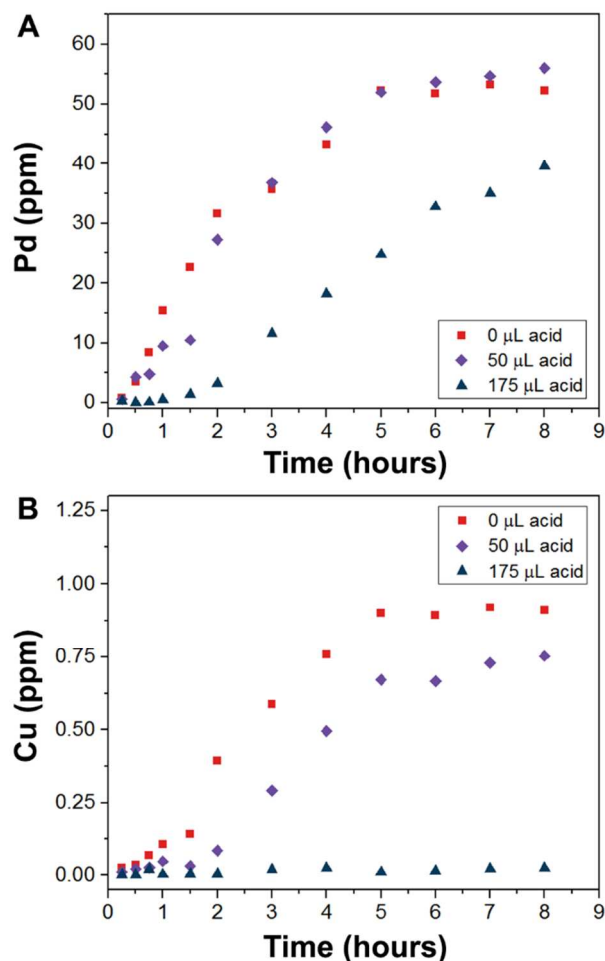 A
60
50
40
30
20
10
0
Pd (ppm)
0 μL acid
50 μL acid
175 μL acid
0 1 2 3 4 5 6 7 8 9
Time (hours)
B
1.25
1.00
0.75
0.50
0.25
0.00
Cu (ppm)
0 μL acid
50 μL acid
175 μL acid
0 1 2 3 4 5 6 7 8 9
Time (hours)